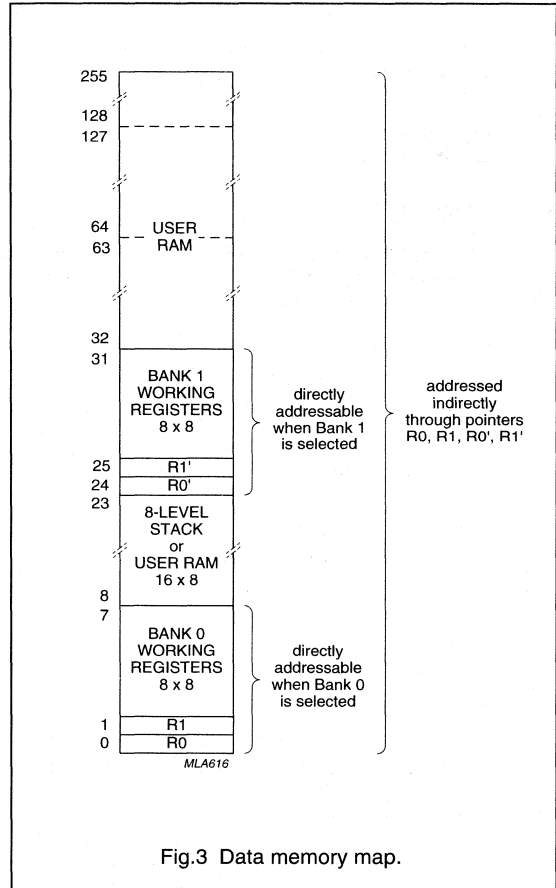 255
128
127
64
63
USER
RAM
32
31
BANK 1
WORKING
REGISTERS
8 x 8
directly
addressable
when Bank 1
is selected
addressed
indirectly
through pointers
R0, R1, R0', R1'
25
R1'
24
R0'
23
8-LEVEL
STACK
or
USER RAM
16 x 8
8
7
BANK 0
WORKING
REGISTERS
8 x 8
directly
addressable
when Bank 0
is selected
1
R1
0
R0
MLA616
Fig.3 Data memory map.